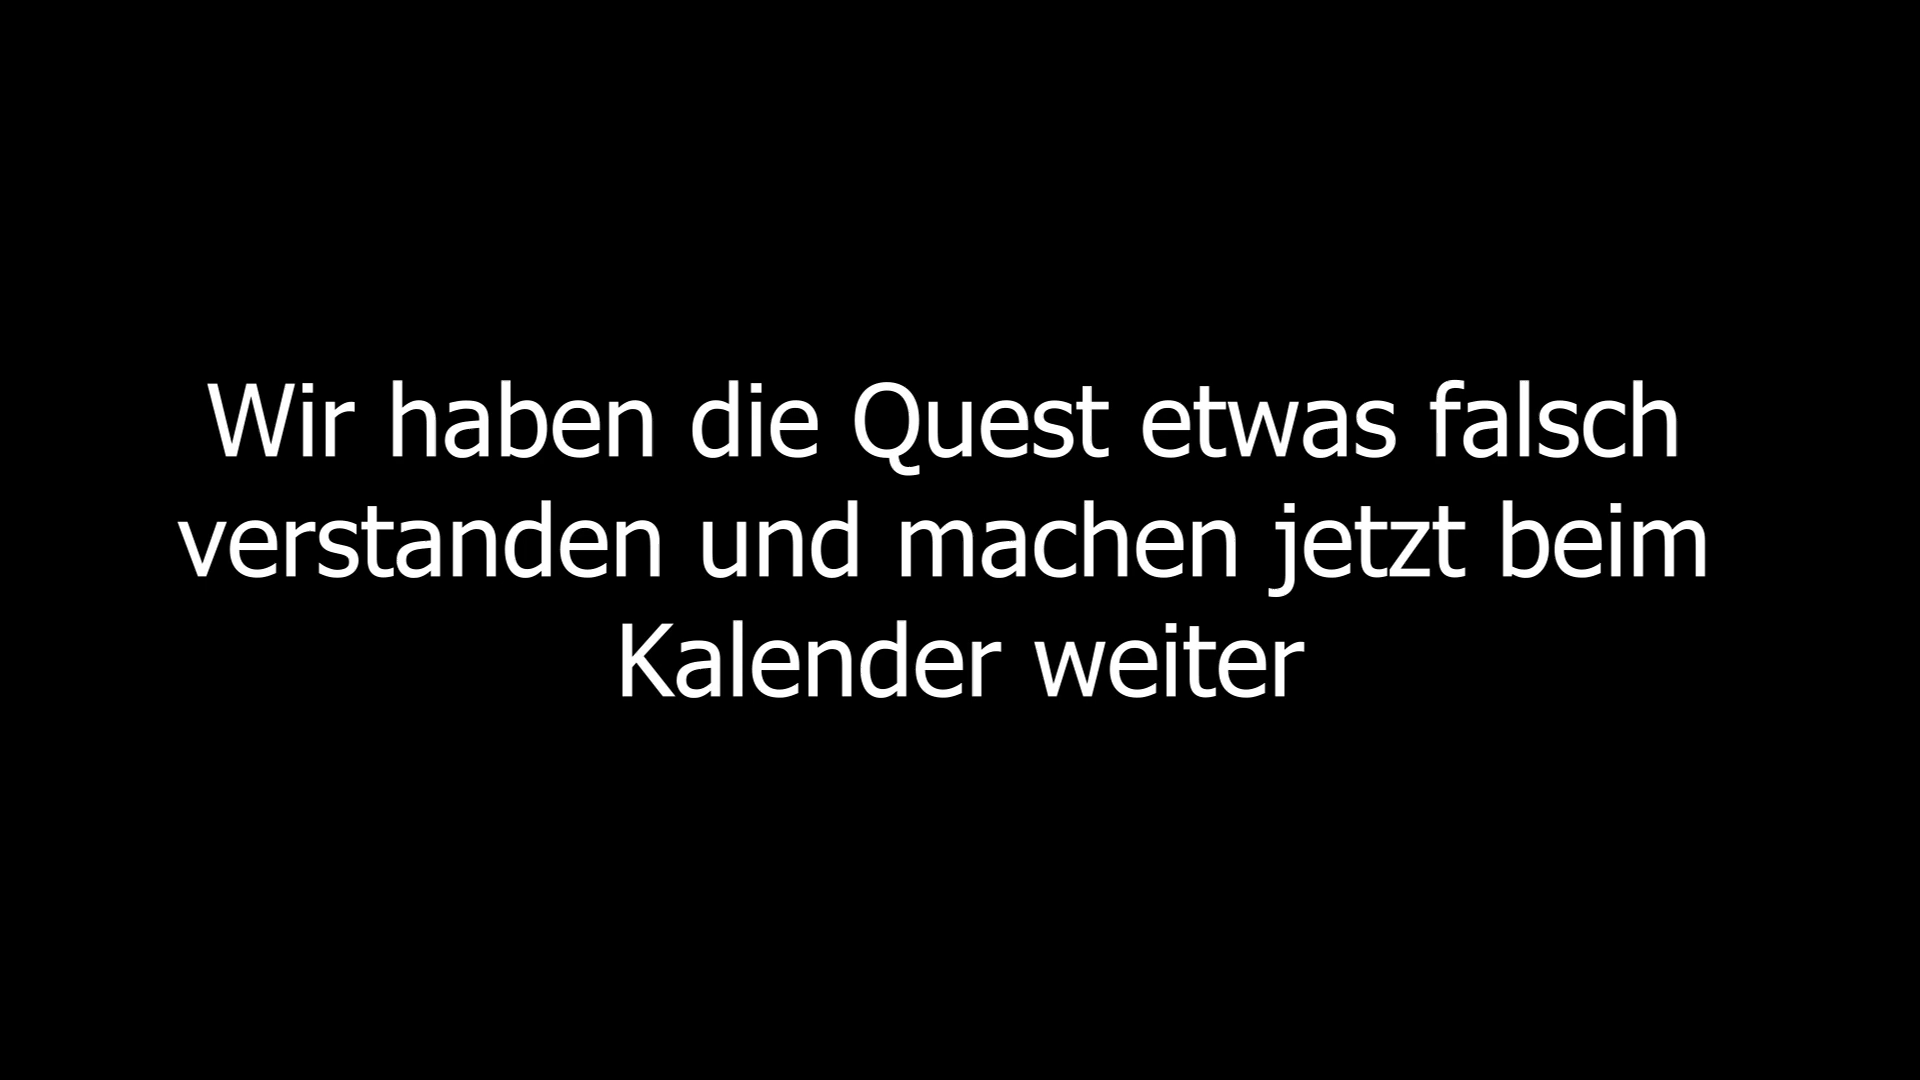 Wir haben die Quest etwas falsch
verstanden und machen jetzt beim
Kalender weiter